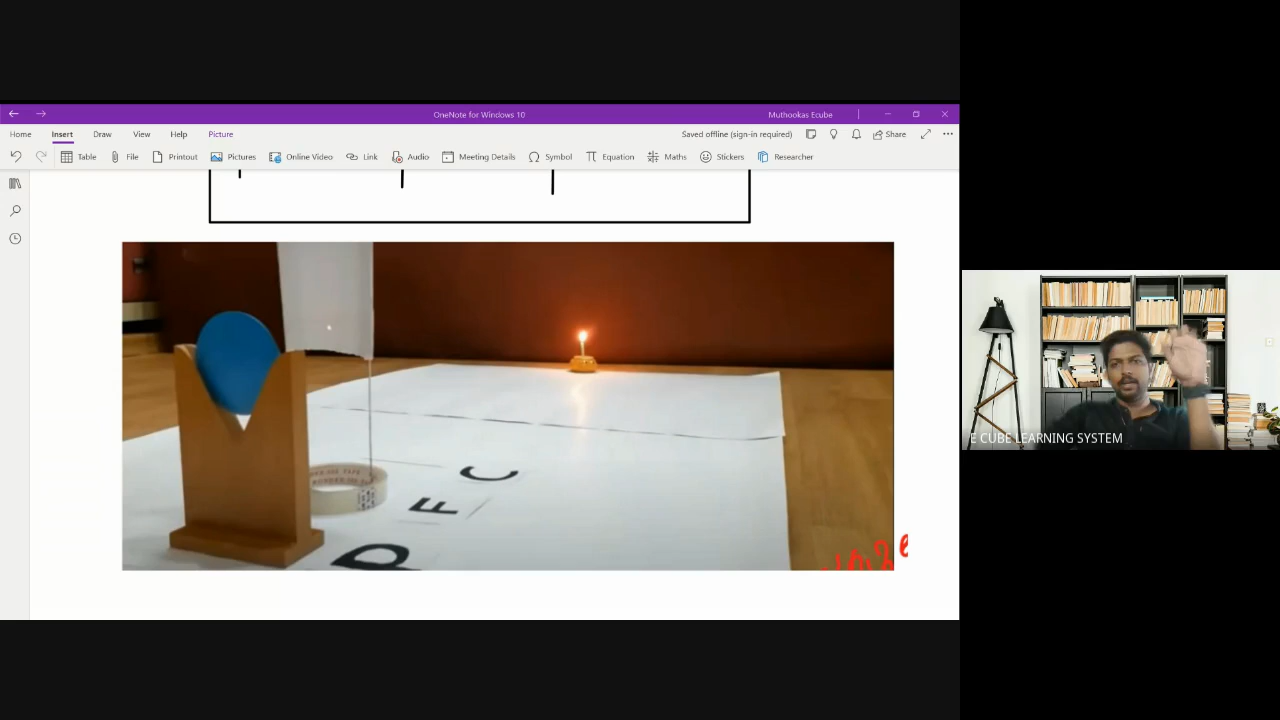 OneNote for Windows 10
Muthookas Ecube
Home Insert Draw View Help Picture
Saved offline (sign-in required)
Share
Table File Printout Pictures Online Video Link Audio Meeting Details Symbol Equation Maths Stickers Researcher
C
F
P
E CUBE LEARNING SYSTEM